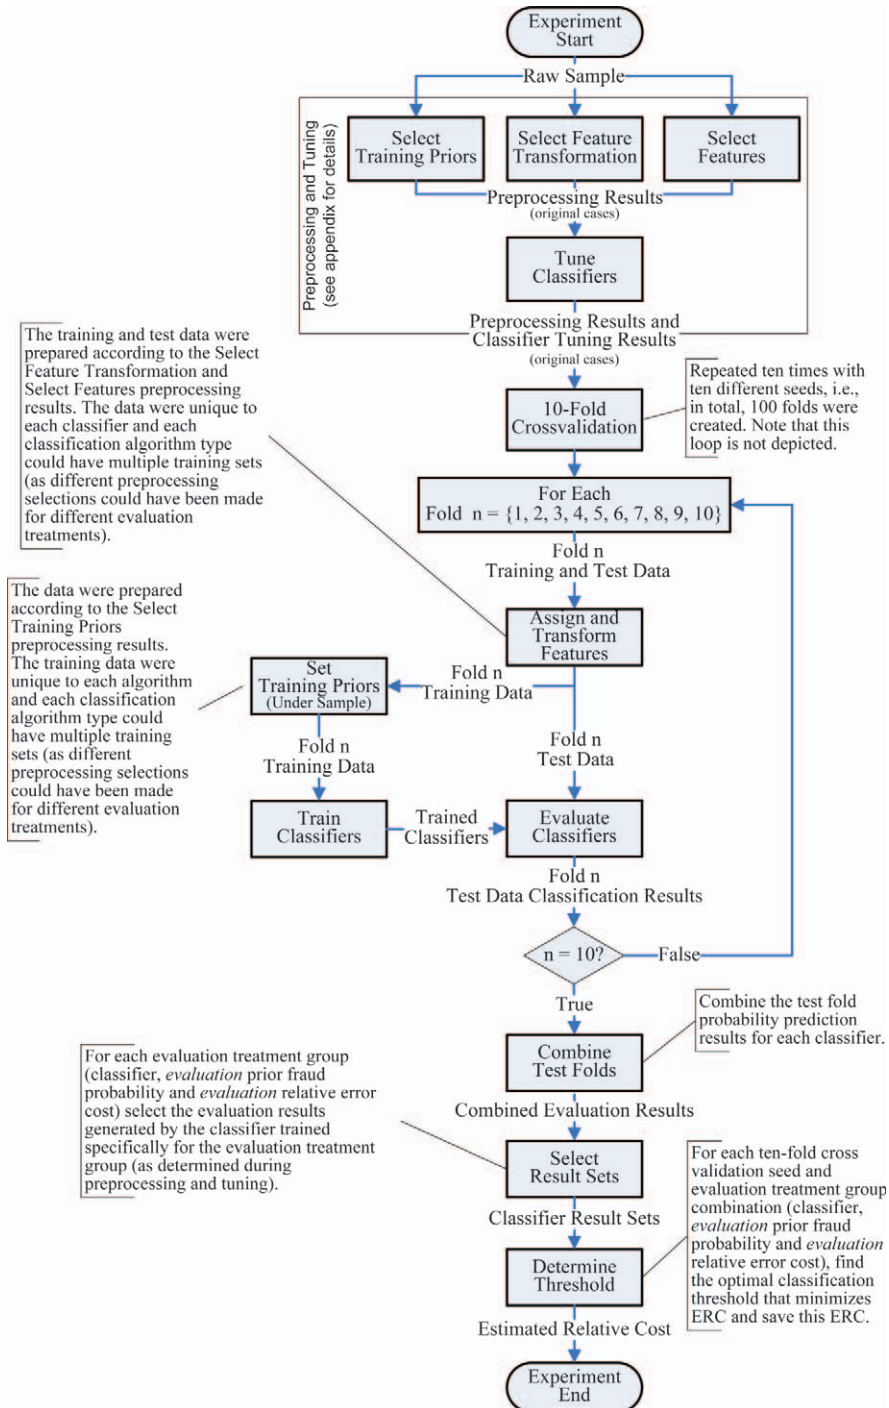 Experiment
Start
Raw Sample
Preprocessing and Tuning
(see appendix for details)
Select
Training Priors
Select Feature
Transformation
Select
Features
Preprocessing Results
(original cases)
Tune
Classifiers
Preprocessing Results and
Classifier Tuning Results
(original cases)
The training and test data were
prepared according to the Select
Feature Transformation and
Select Features preprocessing
results. The data were unique to
each classifier and each
classification algorithm type
could have multiple training sets
(as different preprocessing
selections could have been made
for different evaluation
treatments).
10-Fold
Crossvalidation
Repeated ten times with
ten different seeds, i.e.,
in total, 100 folds were
created. Note that this
loop is not depicted.
For Each
Fold n = {1, 2, 3, 4, 5, 6, 7, 8, 9, 10}
Fold n
Training and Test Data
Assign and
Transform
Features
The data were prepared
according to the Select
Training Priors
preprocessing results.
The training data were
unique to each algorithm
and each classification
algorithm type could
have multiple training
sets (as different
preprocessing selections
could have been made
for different evaluation
treatments).
Set
Training Priors
(Under Sample)
Fold n
Training Data
Fold n
Training Data
Fold n
Test Data
Train
Classifiers
Trained
Classifiers
Evaluate
Classifiers
Fold n
Test Data Classification Results
n = 10?
False
True
Combine the test fold
probability prediction
results for each classifier.
Combine
Test Folds
Combined Evaluation Results
For each evaluation treatment group
(classifier, evaluation prior fraud
probability and evaluation relative error
cost) select the evaluation results
generated by the classifier trained
specifically for the evaluation treatment
group (as determined during
preprocessing and tuning).
Select
Result Sets
Classifier Result Sets
For each ten-fold cross
validation seed and
evaluation treatment group
combination (classifier,
evaluation prior fraud
probability and evaluation
relative error cost), find
the optimal classification
threshold that minimizes
ERC and save this ERC.
Determine
Threshold
Estimated Relative Cost
Experiment
End